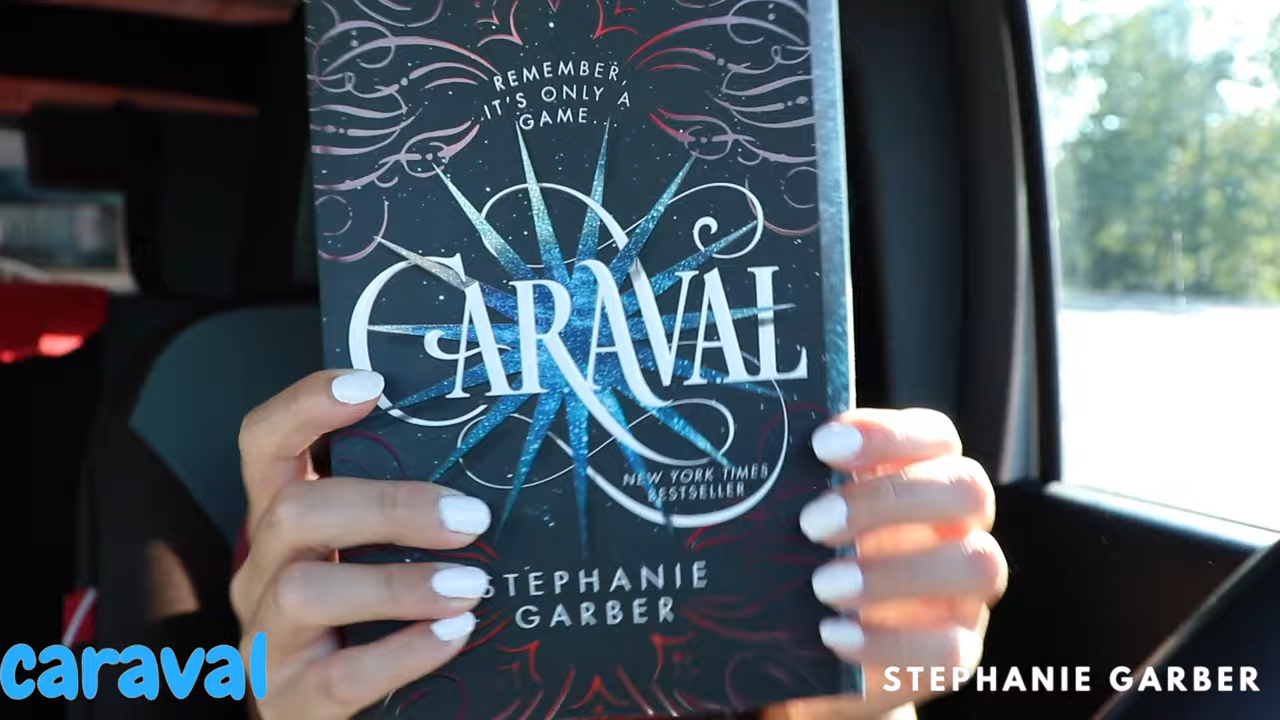 REMEMBER,
IT'S ONLY A
GAME...
CARAVAL
NEW YORK TIMES
BESTSELLER
STEPHANIE
GARBER
caraval
STEPHANIE GARBER